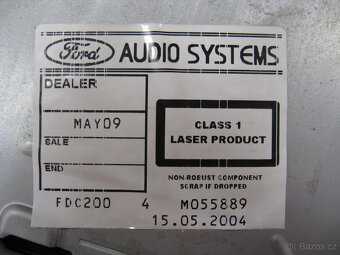 Ford AUDIO SYSTEMS
DEALER
MAY09
SALE
END
CLASS 1
LASER PRODUCT
NON-ROBUST COMPONENT
SCRAP IF DROPPED
FDC200 4 M055889
15.05.2004
Sbazos.cz